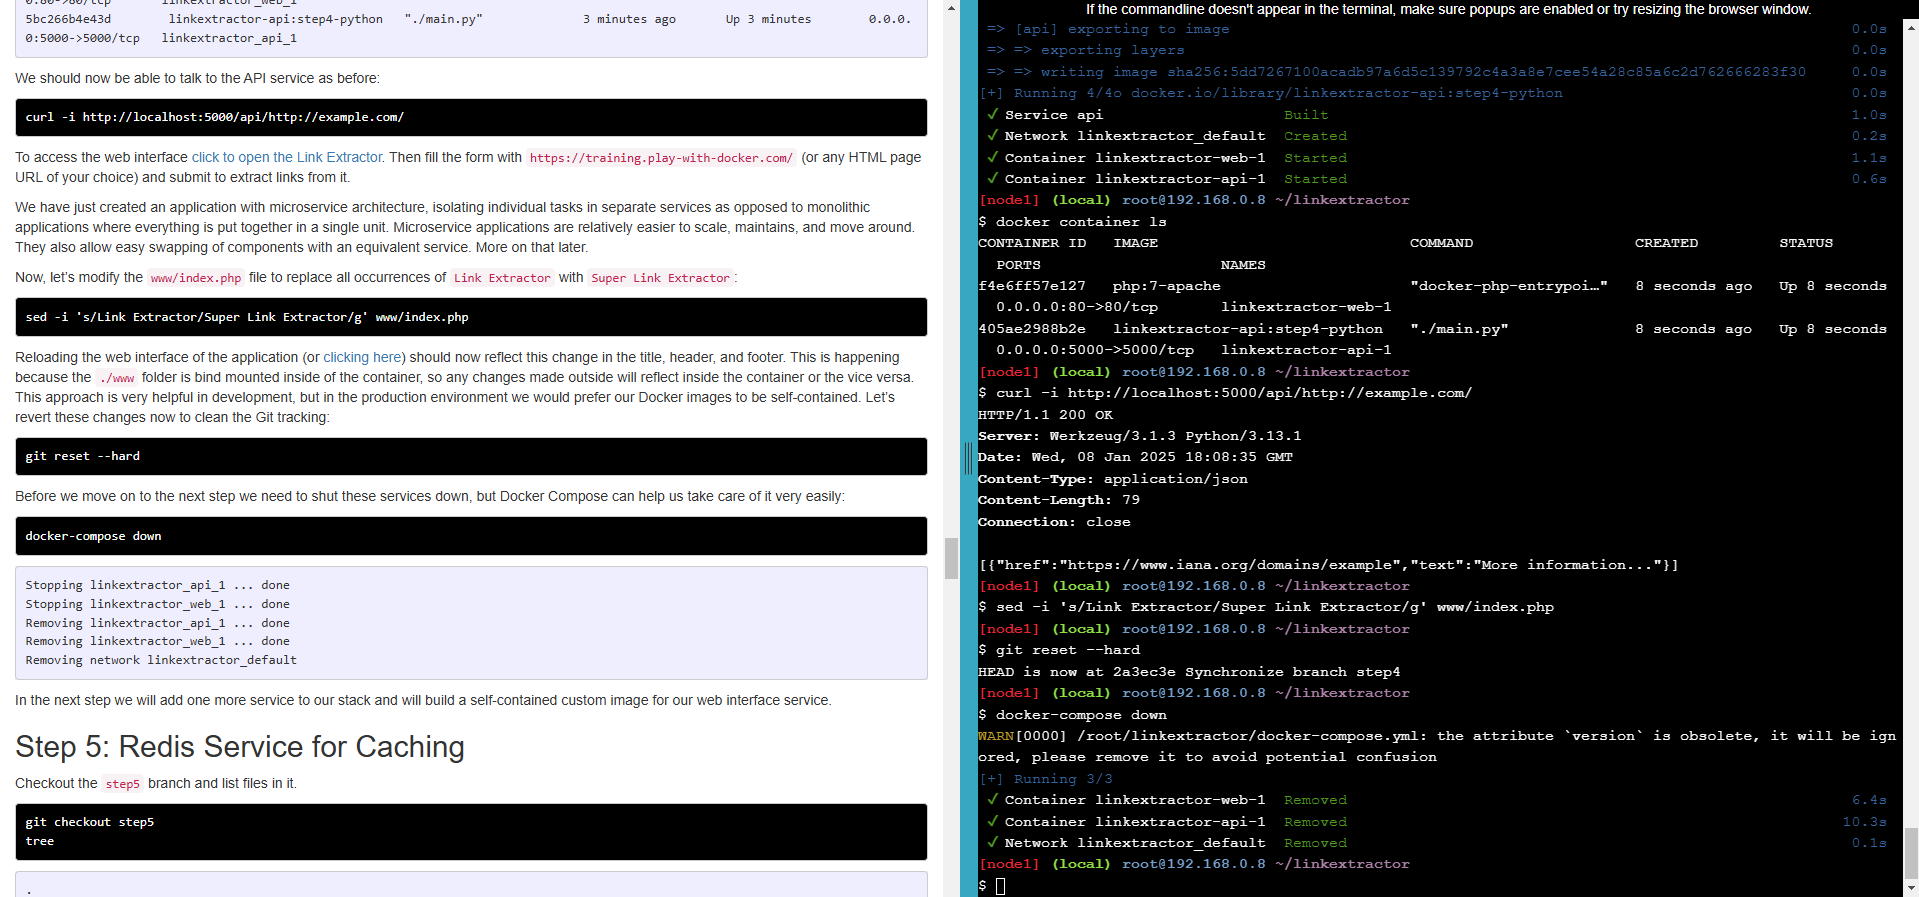 0.80->80/tcp   linkextractor_web_1
5bc266b4e43d   linkextractor-api:step4-python   "./main.py"   3 minutes ago   Up 3 minutes   0.0.0.
0:5000->5000/tcp   linkextractor_api_1
We should now be able to talk to the API service as before:
curl -i http://localhost:5000/api/http://example.com/
To access the web interface click to open the Link Extractor. Then fill the form with https://training.play-with-docker.com/ (or any HTML page
URL of your choice) and submit to extract links from it.
We have just created an application with microservice architecture, isolating individual tasks in separate services as opposed to monolithic
applications where everything is put together in a single unit. Microservice applications are relatively easier to scale, maintains, and move around.
They also allow easy swapping of components with an equivalent service. More on that later.
Now, let's modify the www/index.php file to replace all occurrences of Link Extractor with Super Link Extractor:
sed -i 's/Link Extractor/Super Link Extractor/g' www/index.php
Reloading the web interface of the application (or clicking here) should now reflect this change in the title, header, and footer. This is happening
because the ./www folder is bind mounted inside of the container, so any changes made outside will reflect inside the container or the vice versa.
This approach is very helpful in development, but in the production environment we would prefer our Docker images to be self-contained. Let's
revert these changes now to clean the Git tracking:
git reset --hard
Before we move on to the next step we need to shut these services down, but Docker Compose can help us take care of it very easily:
docker-compose down
Stopping linkextractor_api_1 ... done
Stopping linkextractor_web_1 ... done
Removing linkextractor_api_1 ... done
Removing linkextractor_web_1 ... done
Removing network linkextractor_default
In the next step we will add one more service to our stack and will build a self-contained custom image for our web interface service.
Step 5: Redis Service for Caching
Checkout the step5 branch and list files in it.
git checkout step5
tree
.
If the commandline doesn't appear in the terminal, make sure popups are enabled or try resizing the browser window.
=> [api] exporting to image 0.0s
=> => exporting layers 0.0s
=> => writing image sha256:5dd7267100acadb97a6d5c139792c4a3a8e7cee54a28c85a6c2d762666283f30 0.0s
[+] Running 4/4o docker.io/library/linkextractor-api:step4-python 0.0s
✓ Service api Built 1.0s
✓ Network linkextractor_default Created 0.2s
✓ Container linkextractor-web-1 Started 1.1s
✓ Container linkextractor-api-1 Started 0.6s
[node1] (local) root@192.168.0.8 ~/linkextractor
$ docker container ls
CONTAINER ID   IMAGE   COMMAND   CREATED   STATUS
PORTS   NAMES
f4e6ff57e127   php:7-apache   "docker-php-entrypoi…"   8 seconds ago   Up 8 seconds
0.0.0.0:80->80/tcp   linkextractor-web-1
405ae2988b2e   linkextractor-api:step4-python   "./main.py"   8 seconds ago   Up 8 seconds
0.0.0.0:5000->5000/tcp   linkextractor-api-1
[node1] (local) root@192.168.0.8 ~/linkextractor
$ curl -i http://localhost:5000/api/http://example.com/
HTTP/1.1 200 OK
Server: Werkzeug/3.1.3 Python/3.13.1
Date: Wed, 08 Jan 2025 18:08:35 GMT
Content-Type: application/json
Content-Length: 79
Connection: close
[{"href":"https://www.iana.org/domains/example","text":"More information..."}]
[node1] (local) root@192.168.0.8 ~/linkextractor
$ sed -i 's/Link Extractor/Super Link Extractor/g' www/index.php
[node1] (local) root@192.168.0.8 ~/linkextractor
$ git reset --hard
HEAD is now at 2a3ec3e Synchronize branch step4
[node1] (local) root@192.168.0.8 ~/linkextractor
$ docker-compose down
WARN[0000] /root/linkextractor/docker-compose.yml: the attribute `version` is obsolete, it will be ign
ored, please remove it to avoid potential confusion
[+] Running 3/3
✓ Container linkextractor-web-1 Removed 6.4s
✓ Container linkextractor-api-1 Removed 10.3s
✓ Network linkextractor_default Removed 0.1s
[node1] (local) root@192.168.0.8 ~/linkextractor
$